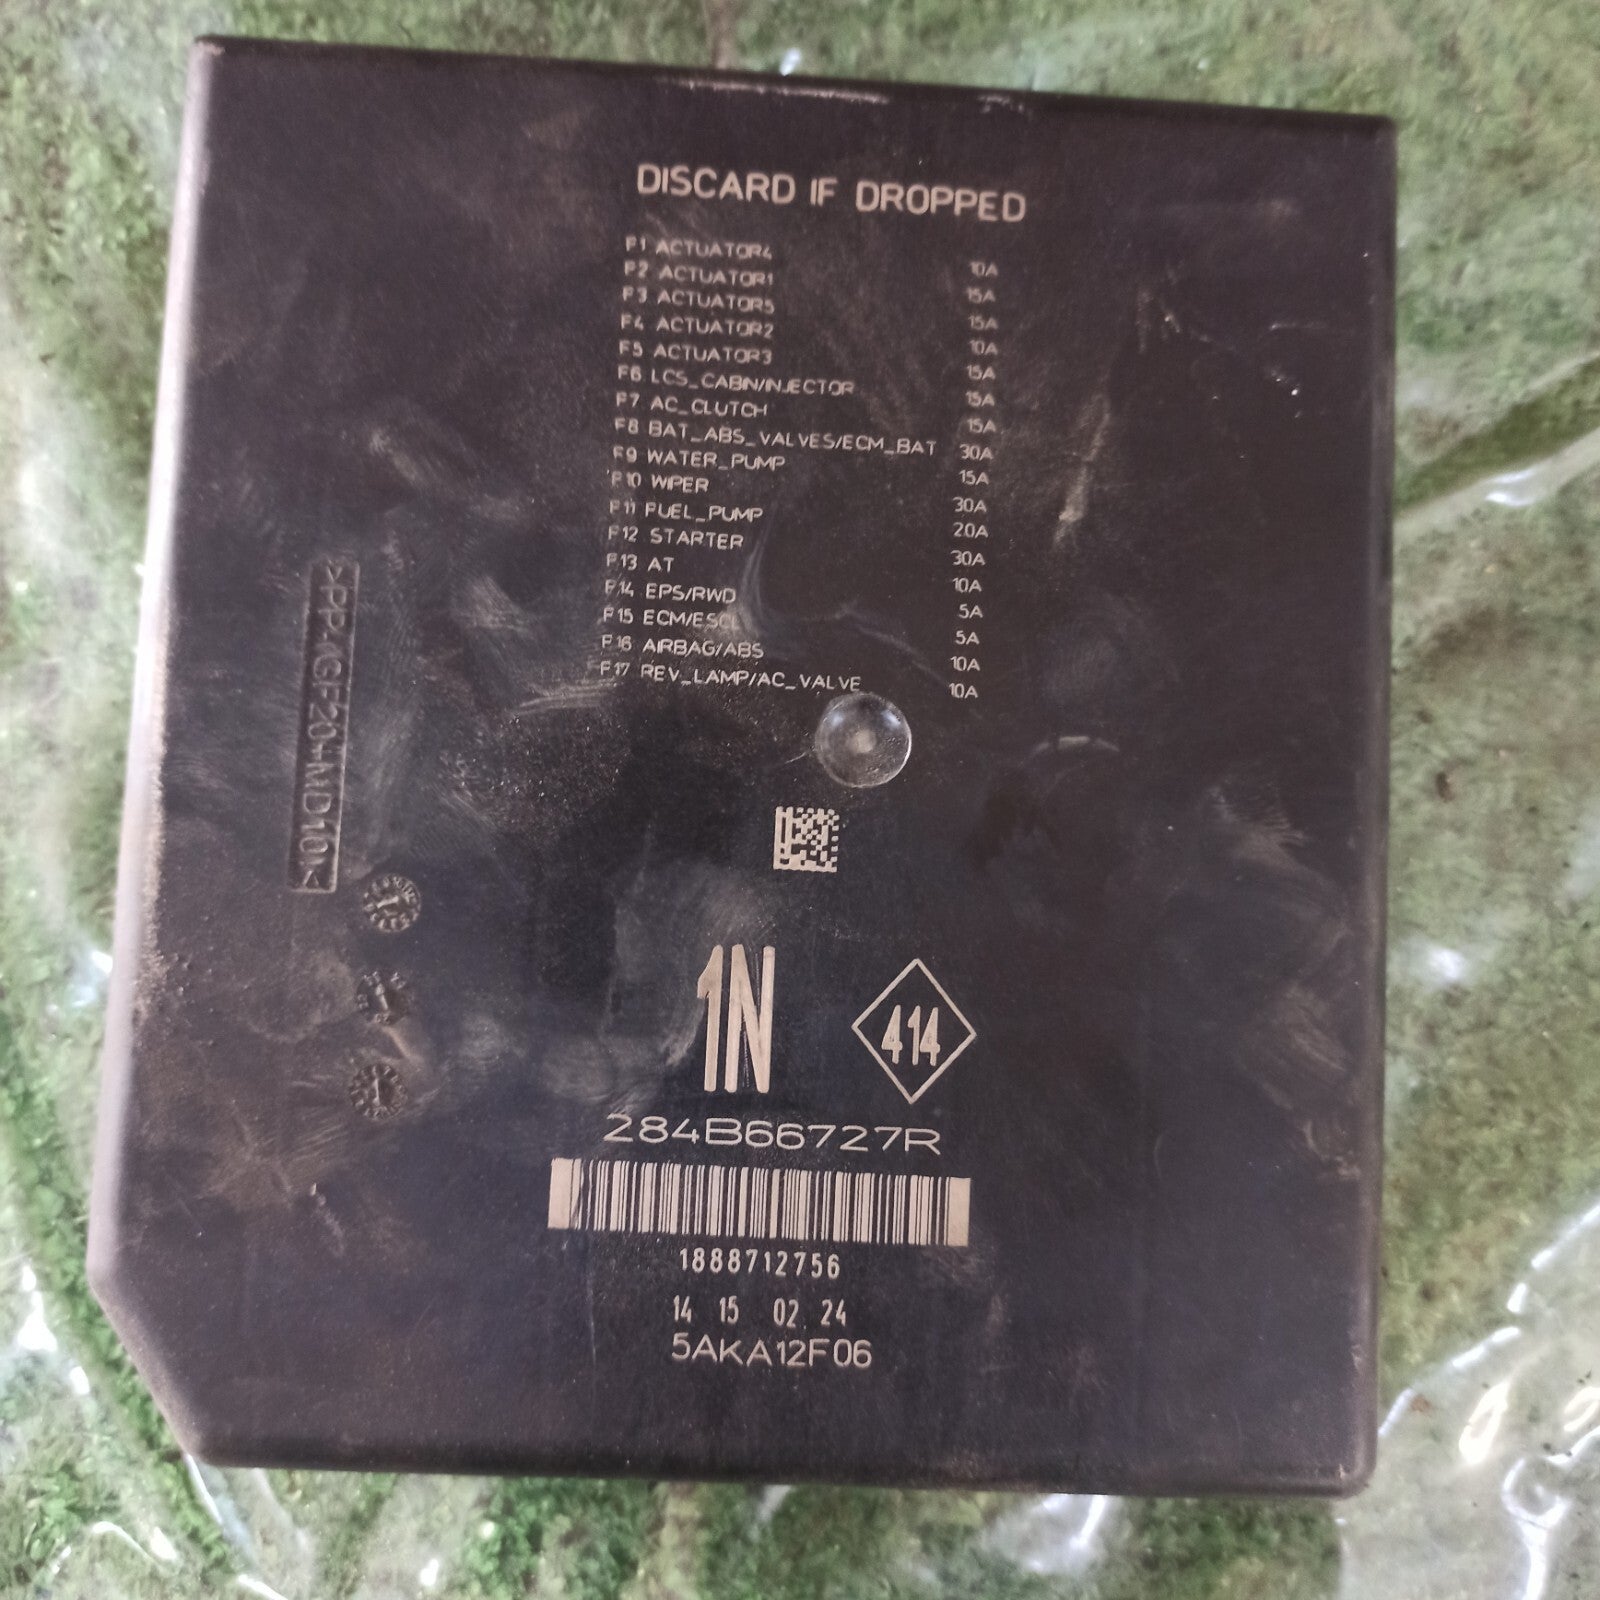 DISCARD IF DROPPED
F1 ACTUATOR4 10A
F2 ACTUATOR1 15A
F3 ACTUATOR5 15A
F4 ACTUATOR2 10A
F5 ACTUATOR3 15A
F6 LCS_CABIN/INJECTOR 15A
F7 AC_CLUTCH 15A
F8 BAT_ABS_VALVES/ECM_BAT 30A
F9 WATER_PUMP 15A
F10 WIPER 30A
F11 FUEL_PUMP 20A
F12 STARTER 30A
F13 AT 10A
F14 EPS/RWD 5A
F15 ECM/ESCL 5A
F16 AIRBAG/ABS 10A
F17 REV_LAMP/AC_VALVE 10A
>PP-(GF20+MD10)<
1N
414
284B66727R
1888712756
14 15 02 24
5AKA12F06